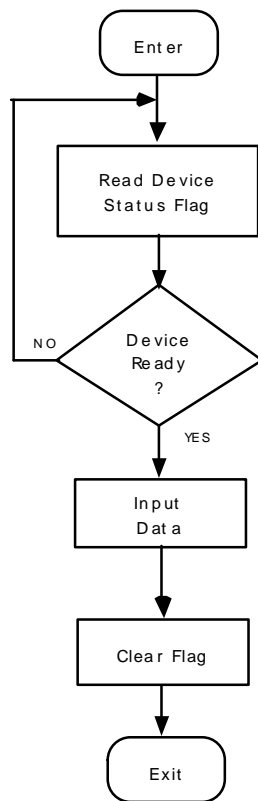 Enter
Read Device
Status Flag
Device
Ready
?
NO
YES
Input
Data
Clear Flag
Exit